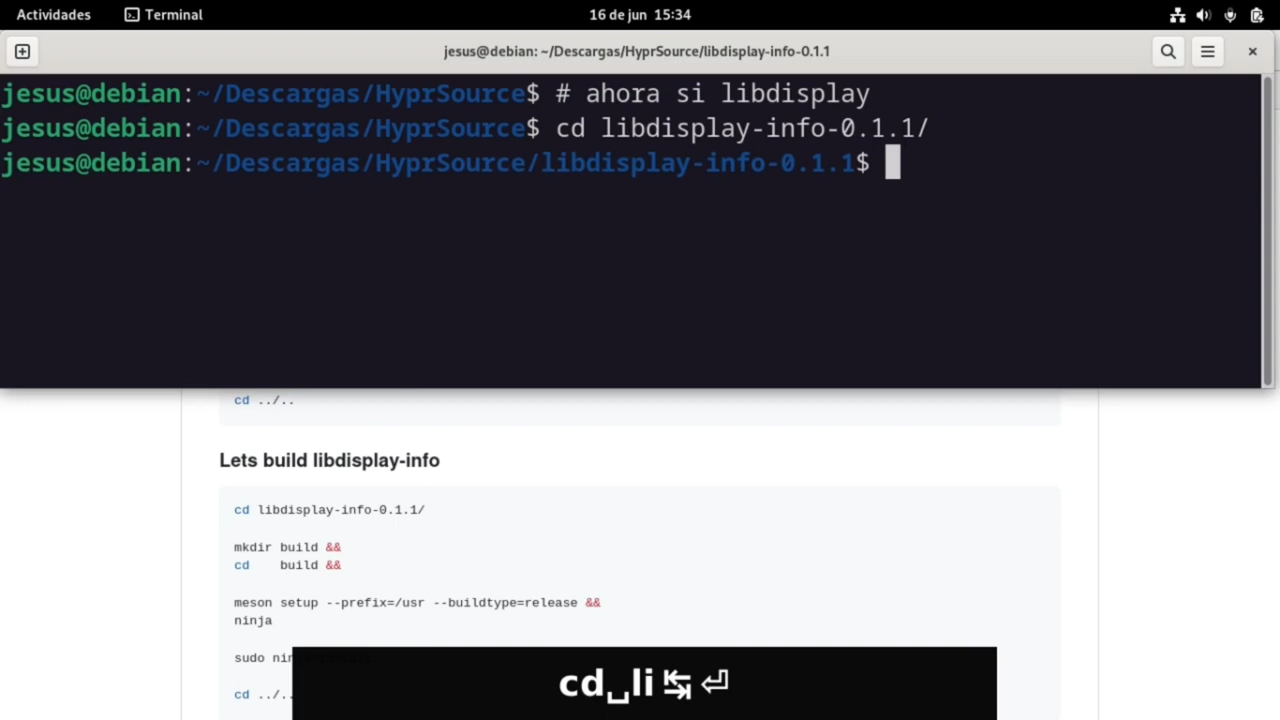 Actividades
Terminal
16 de jun 15:34
jesus@debian: ~/Descargas/HyprSource/libdisplay-info-0.1.1
jesus@debian:~/Descargas/HyprSource$ # ahora si libdisplay
jesus@debian:~/Descargas/HyprSource$ cd libdisplay-info-0.1.1/
jesus@debian:~/Descargas/HyprSource/libdisplay-info-0.1.1$
cd ../..
Lets build libdisplay-info
cd libdisplay-info-0.1.1/
mkdir build &&
cd    build &&
meson setup --prefix=/usr --buildtype=release &&
ninja
sudo nin
cd ../..
cd␣li ↹ ⏎